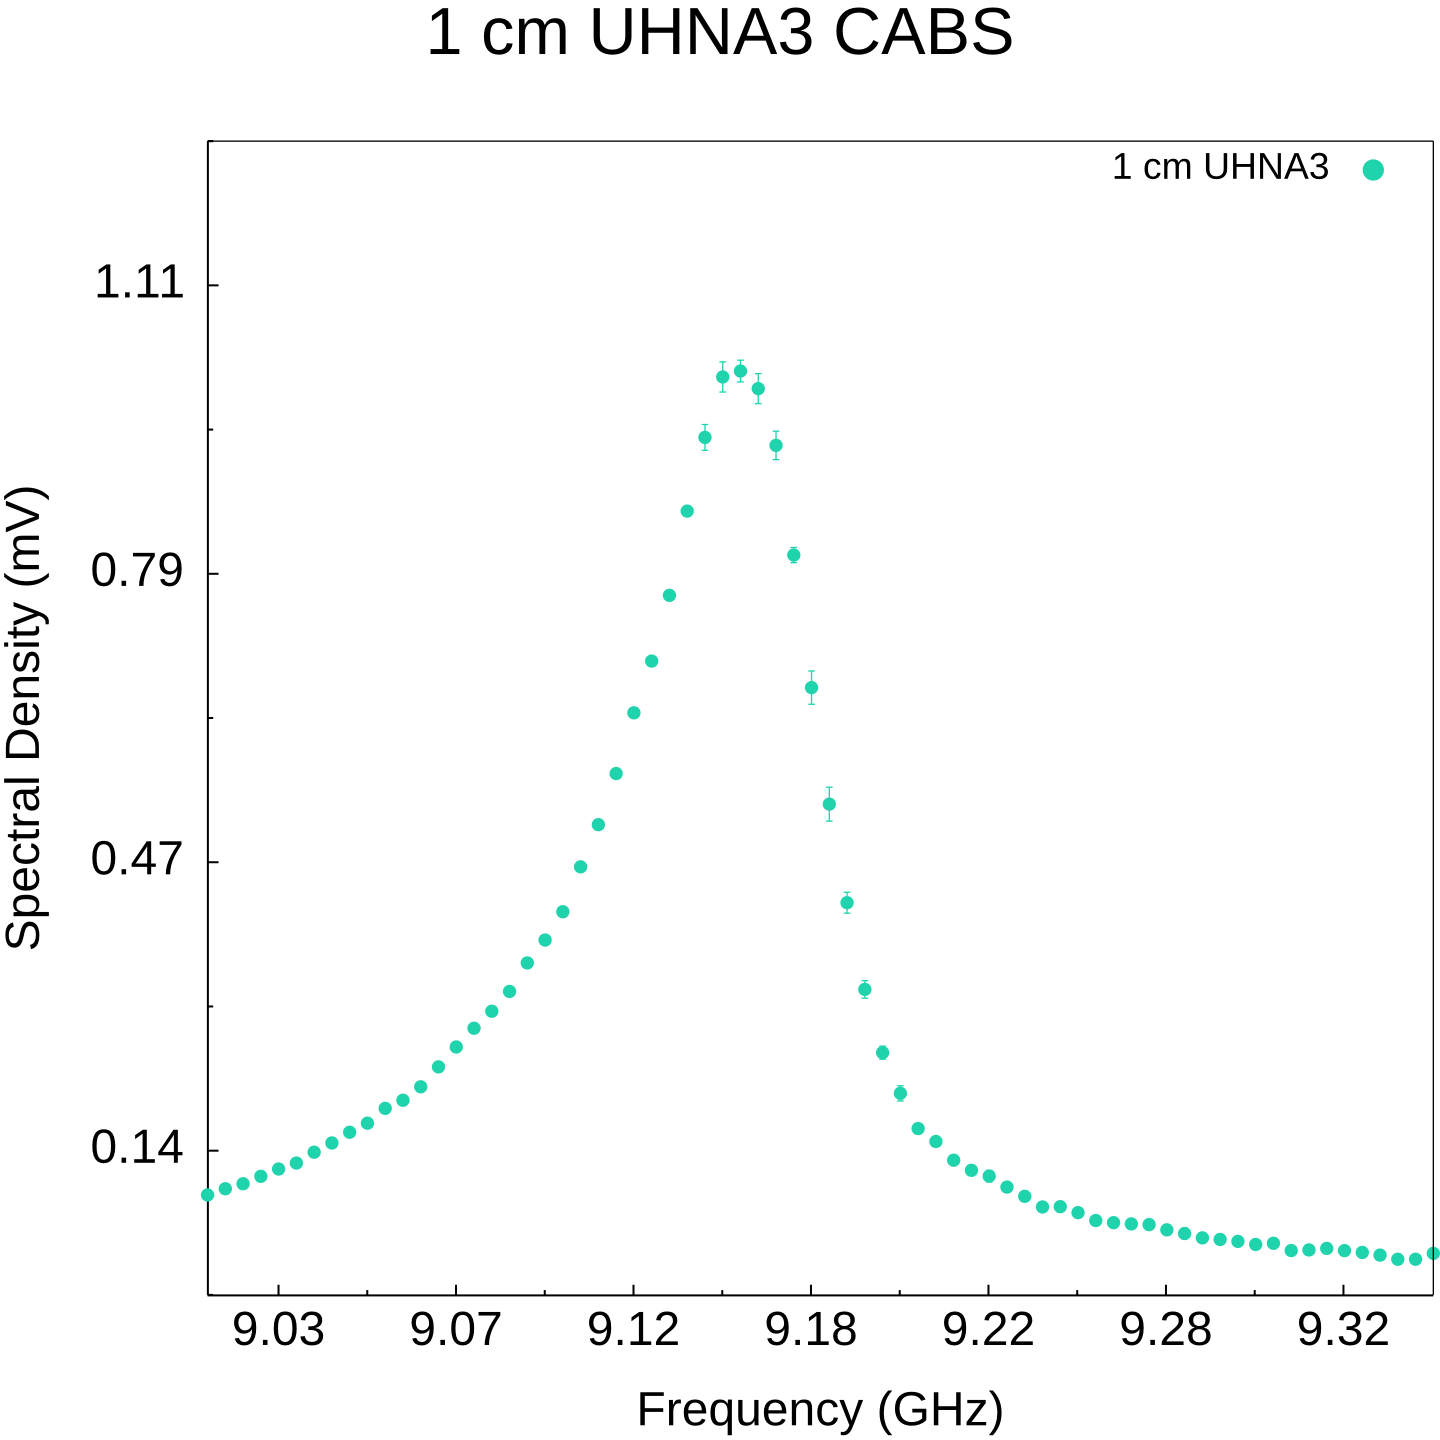 1 cm UHNA3 CABS
1 cm UHNA3
1.11
0.79
0.47
0.14
Spectral Density (mV)
9.03 9.07 9.12 9.18 9.22 9.28 9.32
Frequency (GHz)